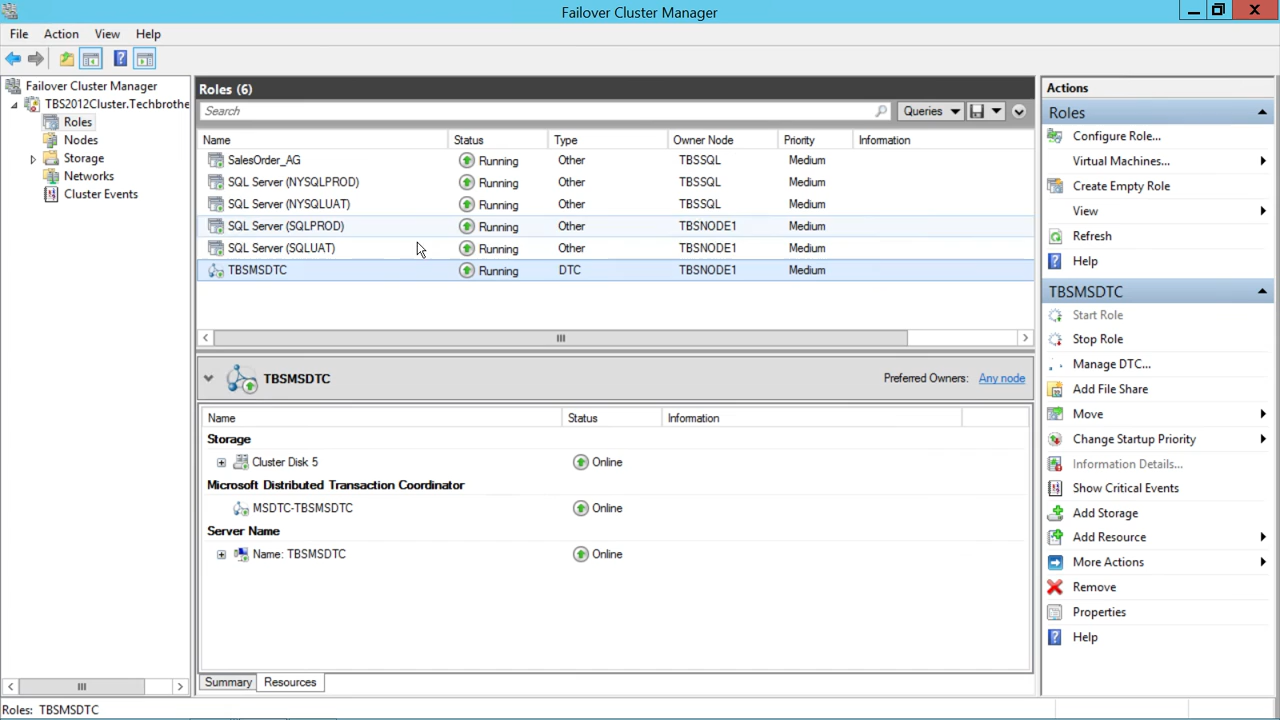 Failover Cluster Manager
File Action View Help
Failover Cluster Manager
TBS2012Cluster.Techbrothe
Roles
Nodes
Storage
Networks
Cluster Events
Roles (6)
Search
Queries
Name Status Type Owner Node Priority Information
SalesOrder_AG Running Other TBSSQL Medium
SQL Server (NYSQLPROD) Running Other TBSSQL Medium
SQL Server (NYSQLUAT) Running Other TBSSQL Medium
SQL Server (SQLPROD) Running Other TBSNODE1 Medium
SQL Server (SQLUAT) Running Other TBSNODE1 Medium
TBSMSDTC Running DTC TBSNODE1 Medium
TBSMSDTC Preferred Owners: Any node
Name Status Information
Storage
Cluster Disk 5 Online
Microsoft Distributed Transaction Coordinator
MSDTC-TBSMSDTC Online
Server Name
Name: TBSMSDTC Online
Summary Resources
Actions
Roles
Configure Role...
Virtual Machines...
Create Empty Role
View
Refresh
Help
TBSMSDTC
Start Role
Stop Role
Manage DTC...
Add File Share
Move
Change Startup Priority
Information Details...
Show Critical Events
Add Storage
Add Resource
More Actions
Remove
Properties
Help
Roles: TBSMSDTC